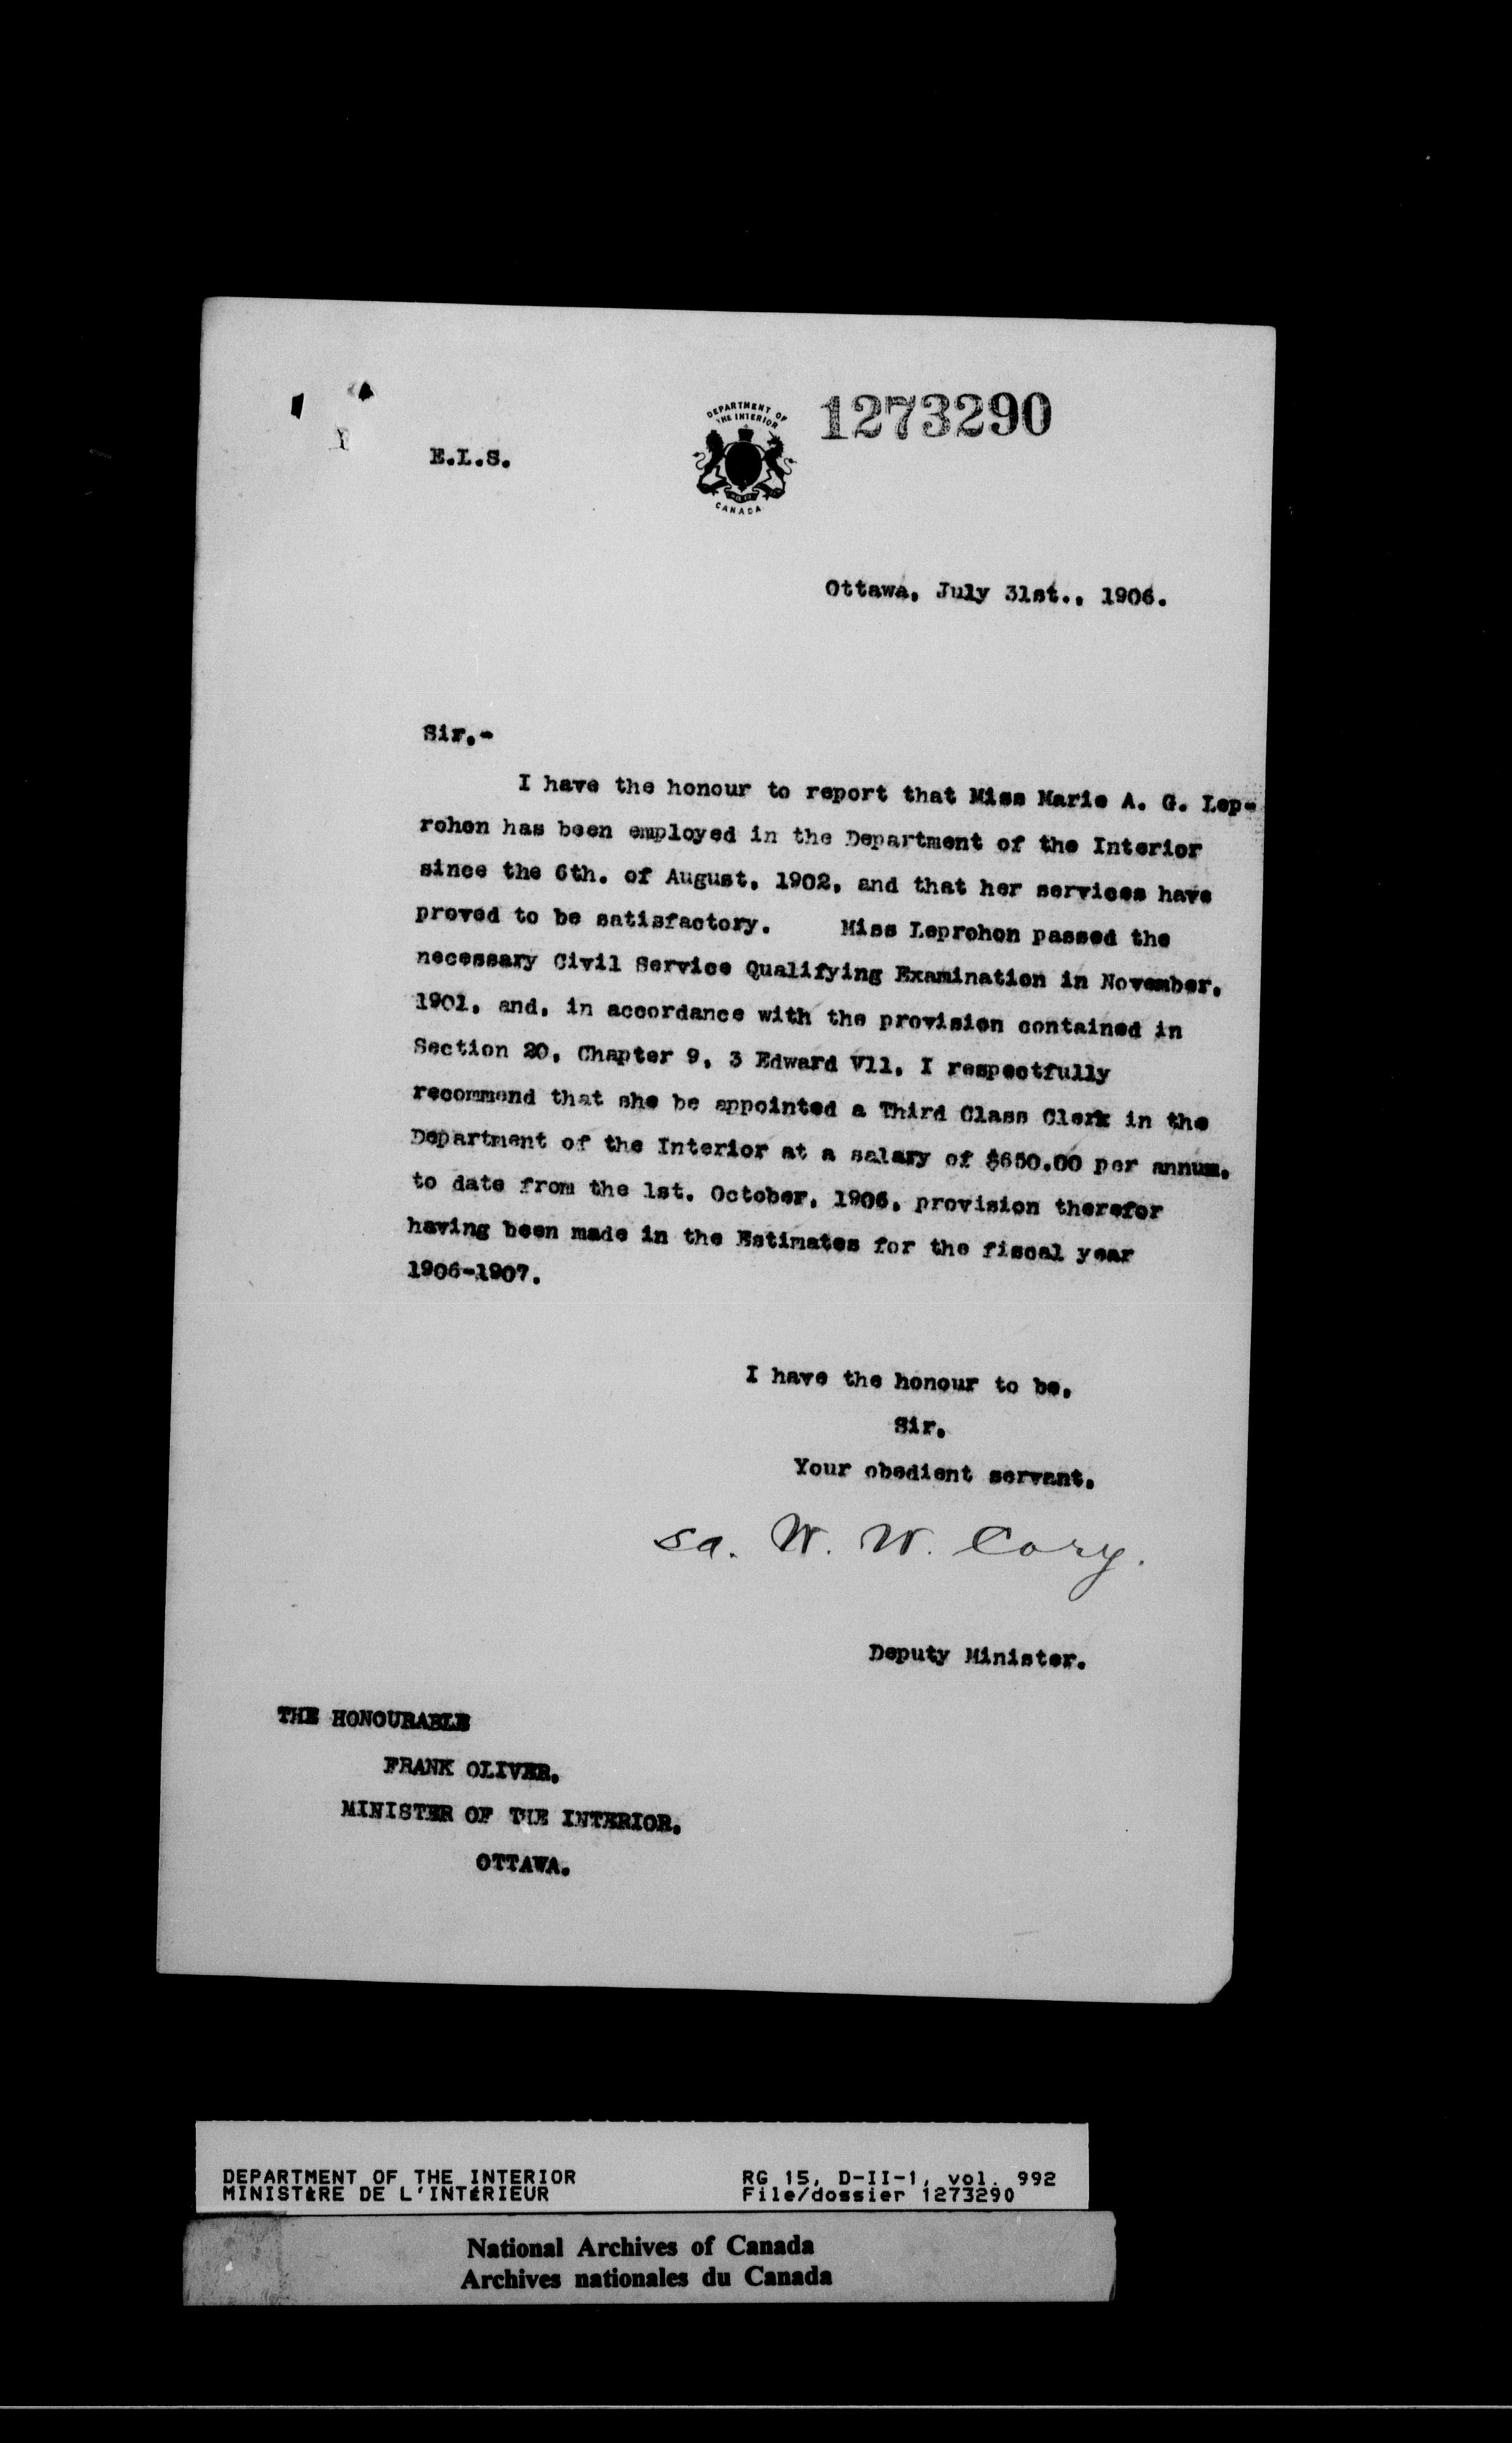 1273290
DEPARTMENT OF
THE INTERIOR
CANADA
E.L.S.
Ottawa, July 31st., 1906.
Sir,-
I have the honour to report that Miss Marie A. G. Lep-
rohon has been employed in the Department of the Interior
since the 6th. of August, 1902, and that her services have
proved to be satisfactory. Miss Leprohon passed the
necessary Civil Service Qualifying Examination in November,
1901, and, in accordance with the provision contained in
Section 20, Chapter 9, 3 Edward Vll, I respectfully
recommend that she be appointed a Third Class Clerk in the
Department of the Interior at a salary of $650.00 per annum,
to date from the 1st. October, 1906, provision therefor
having been made in the Estimates for the fiscal year
1906-1907.
I have the honour to be,
Sir,
Your obedient servant,
W. W. Cory.
Deputy Minister.
THE HONOURABLE
FRANK OLIVER,
MINISTER OF THE INTERIOR,
OTTAWA.
DEPARTMENT OF THE INTERIOR
MINISTÈRE DE L'INTÉRIEUR
RG 15, D-II-1, vol. 992
File/dossier 1273290
National Archives of Canada
Archives nationales du Canada